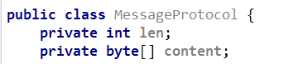 public class MessageProtocol {
private int len;
private byte[] content;